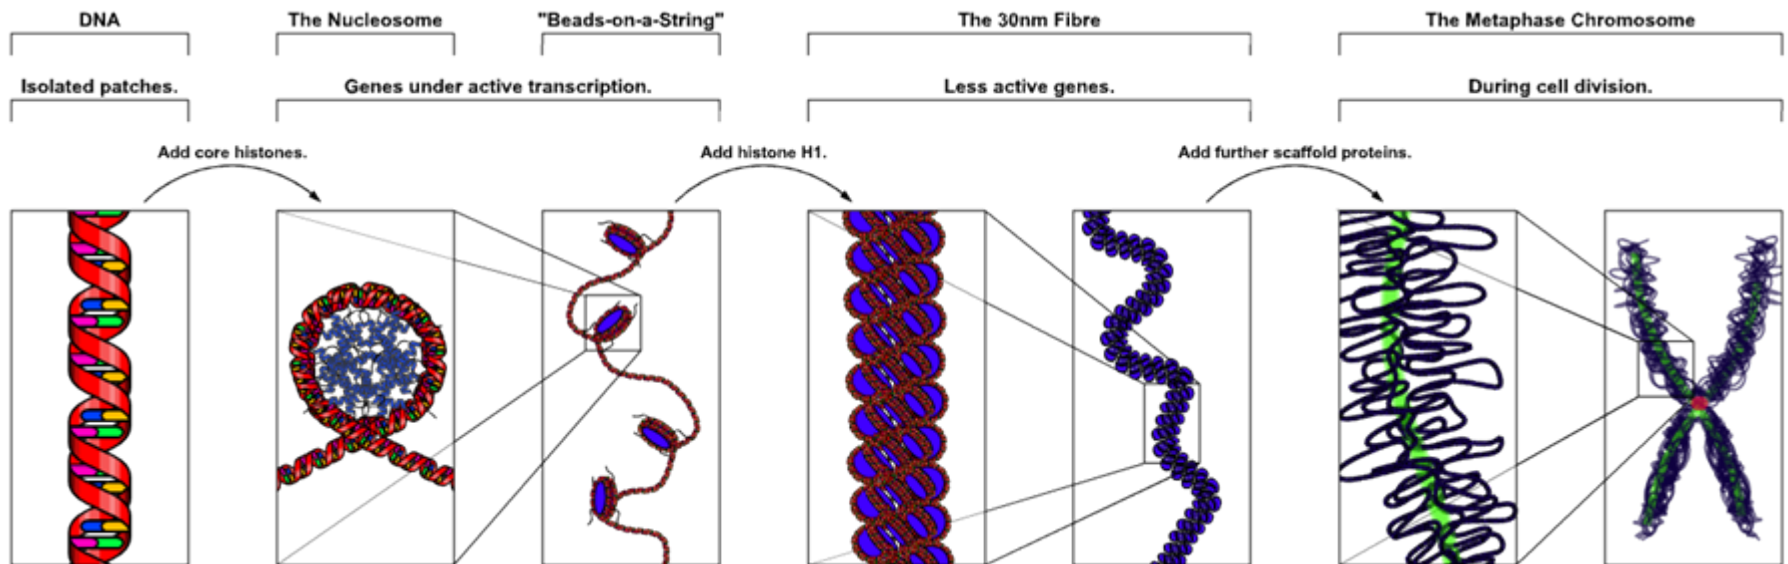 DNA
The Nucleosome
"Beads-on-a-String"
The 30nm Fibre
The Metaphase Chromosome
Isolated patches.
Genes under active transcription.
Less active genes.
During cell division.
Add core histones.
Add histone H1.
Add further scaffold proteins.